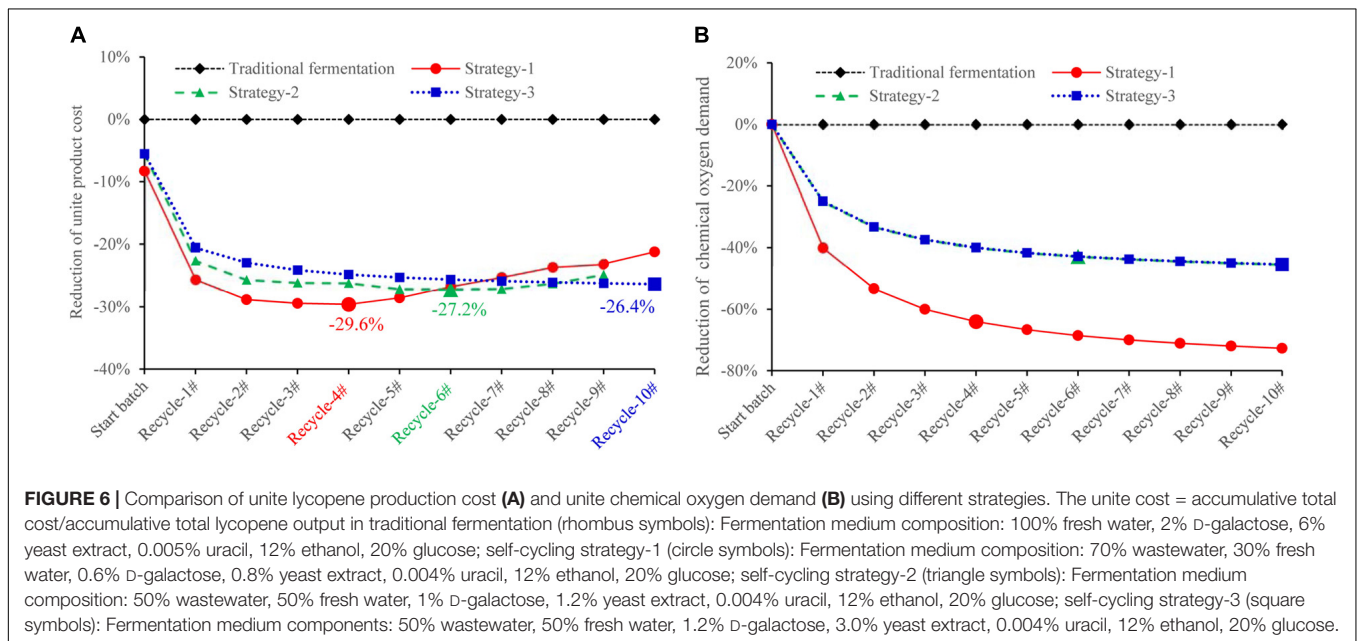 A
10%
0%
-10%
-20%
-30%
-40%
Reduction of unite product cost
Traditional fermentation
Strategy-1
Strategy-2
Strategy-3
-29.6%
-27.2%
-26.4%
Start batch
Recycle-1#
Recycle-2#
Recycle-3#
Recycle-4#
Recycle-5#
Recycle-6#
Recycle-7#
Recycle-8#
Recycle-9#
Recycle-10#
B
20%
0%
-20%
-40%
-60%
-80%
Reduction of chemical oxygen demand
Traditional fermentation
Strategy-1
Strategy-2
Strategy-3
Start batch
Recycle-1#
Recycle-2#
Recycle-3#
Recycle-4#
Recycle-5#
Recycle-6#
Recycle-7#
Recycle-8#
Recycle-9#
Recycle-10#
FIGURE 6 | Comparison of unite lycopene production cost (A) and unite chemical oxygen demand (B) using different strategies. The unite cost = accumulative total
cost/accumulative total lycopene output in traditional fermentation (rhombus symbols): Fermentation medium composition: 100% fresh water, 2% D-galactose, 6%
yeast extract, 0.005% uracil, 12% ethanol, 20% glucose; self-cycling strategy-1 (circle symbols): Fermentation medium composition: 70% wastewater, 30% fresh
water, 0.6% D-galactose, 0.8% yeast extract, 0.004% uracil, 12% ethanol, 20% glucose; self-cycling strategy-2 (triangle symbols): Fermentation medium
composition: 50% wastewater, 50% fresh water, 1% D-galactose, 1.2% yeast extract, 0.004% uracil, 12% ethanol, 20% glucose; self-cycling strategy-3 (square
symbols): Fermentation medium components: 50% wastewater, 50% fresh water, 1.2% D-galactose, 3.0% yeast extract, 0.004% uracil, 12% ethanol, 20% glucose.